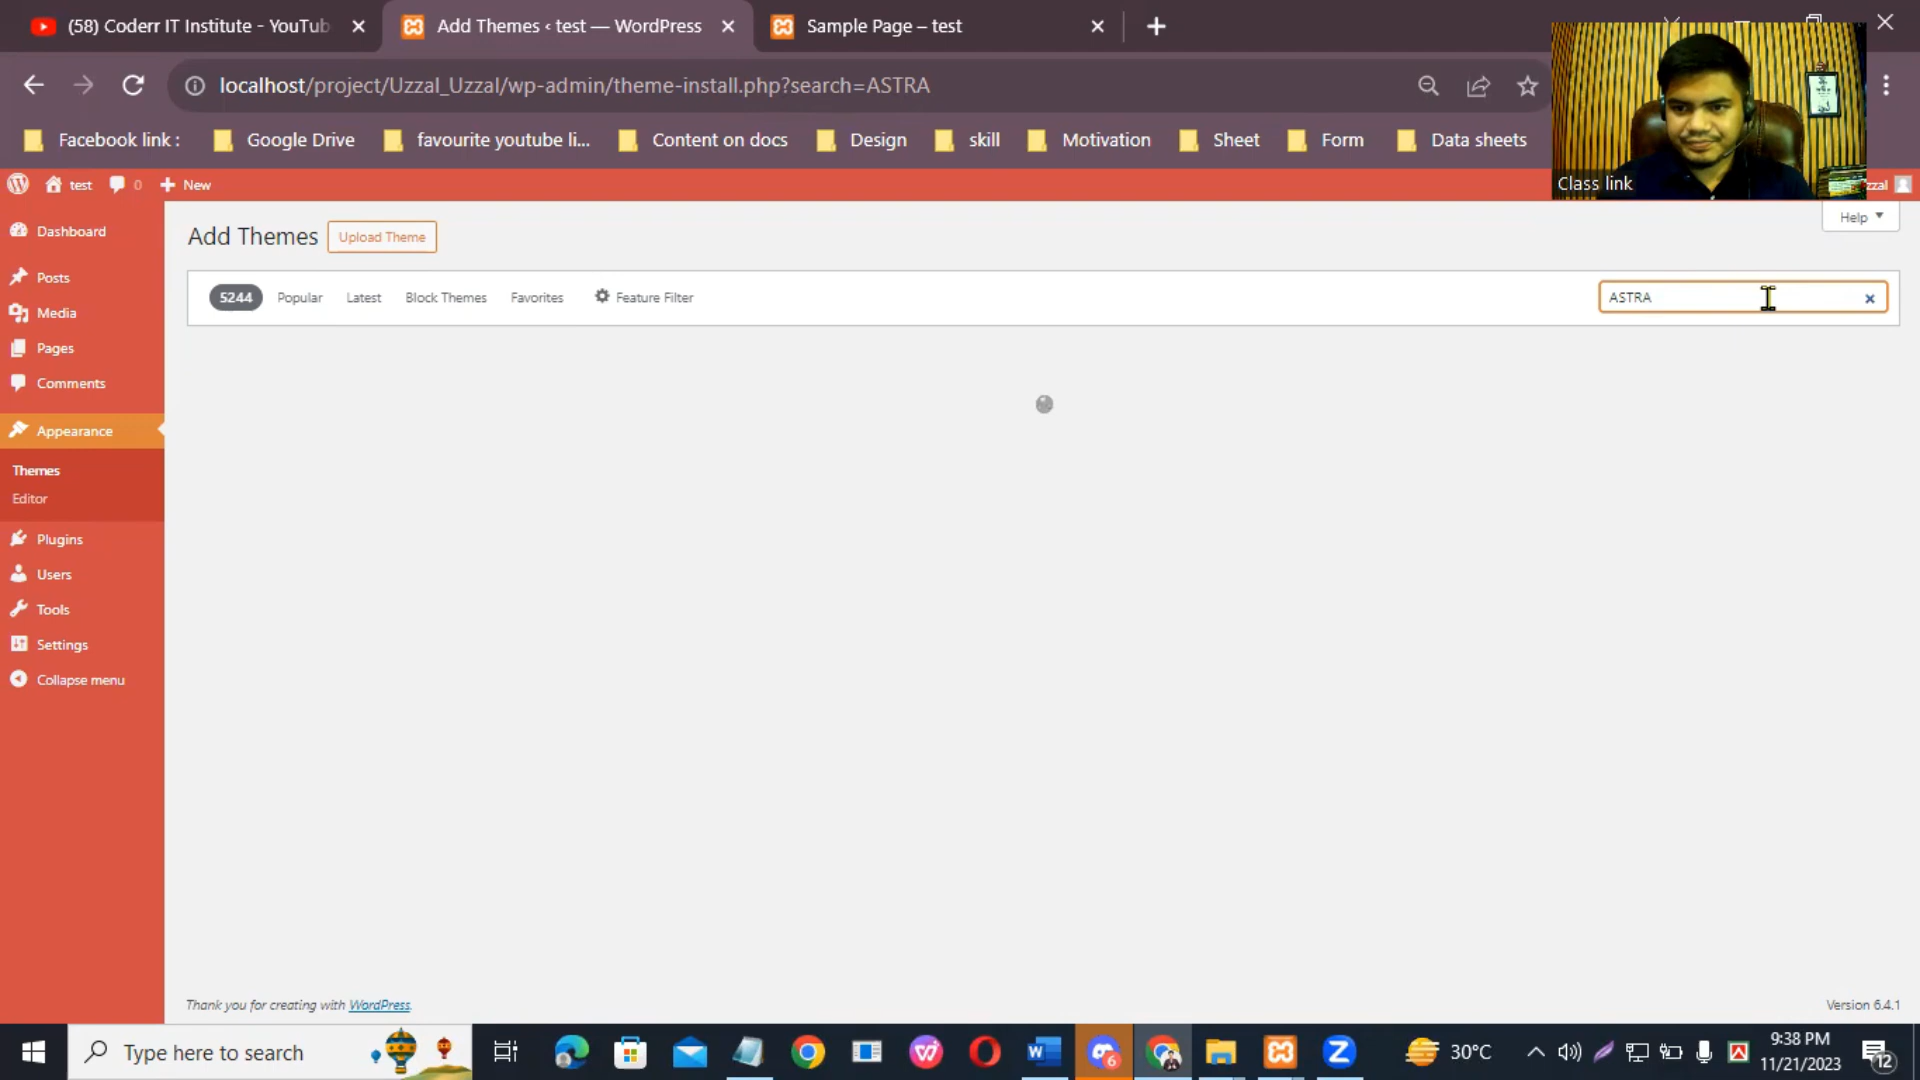 (58) Coderr IT Institute - YouTub
Add Themes ‹ test — WordPress
Sample Page – test
localhost/project/Uzzal_Uzzal/wp-admin/theme-install.php?search=ASTRA
Facebook link :
Google Drive
favourite youtube li...
Content on docs
Design
skill
Motivation
Sheet
Form
Data sheets
Class link
test
0
New
zzal
Dashboard
Posts
Media
Pages
Comments
Appearance
Themes
Editor
Plugins
Users
Tools
Settings
Collapse menu
Add Themes
Upload Theme
Help
5244
Popular
Latest
Block Themes
Favorites
Feature Filter
ASTRA
Thank you for creating with WordPress.
Version 6.4.1
Type here to search
6
30°C
9:38 PM
11/21/2023
12